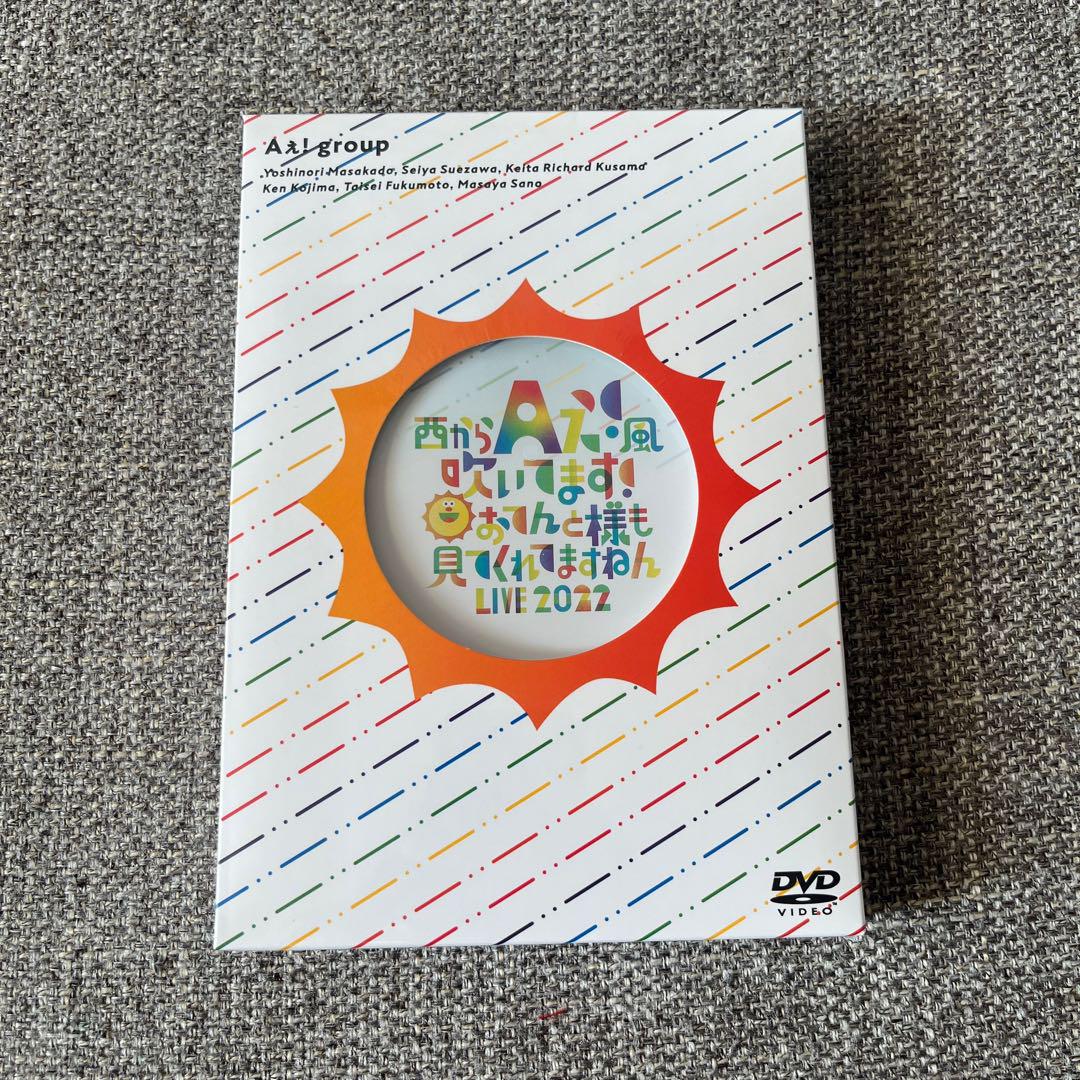 Aぇ! group
Yoshinori Masakado, Seiya Suezawa, Keita Richard Kusama
Ken Kojima, Taisei Fukumoto, Masaya Sano
西からAぇ風
吹いてます!
おてんと様も
見てくれてますねん
LIVE 2022
DVD
VIDEO™